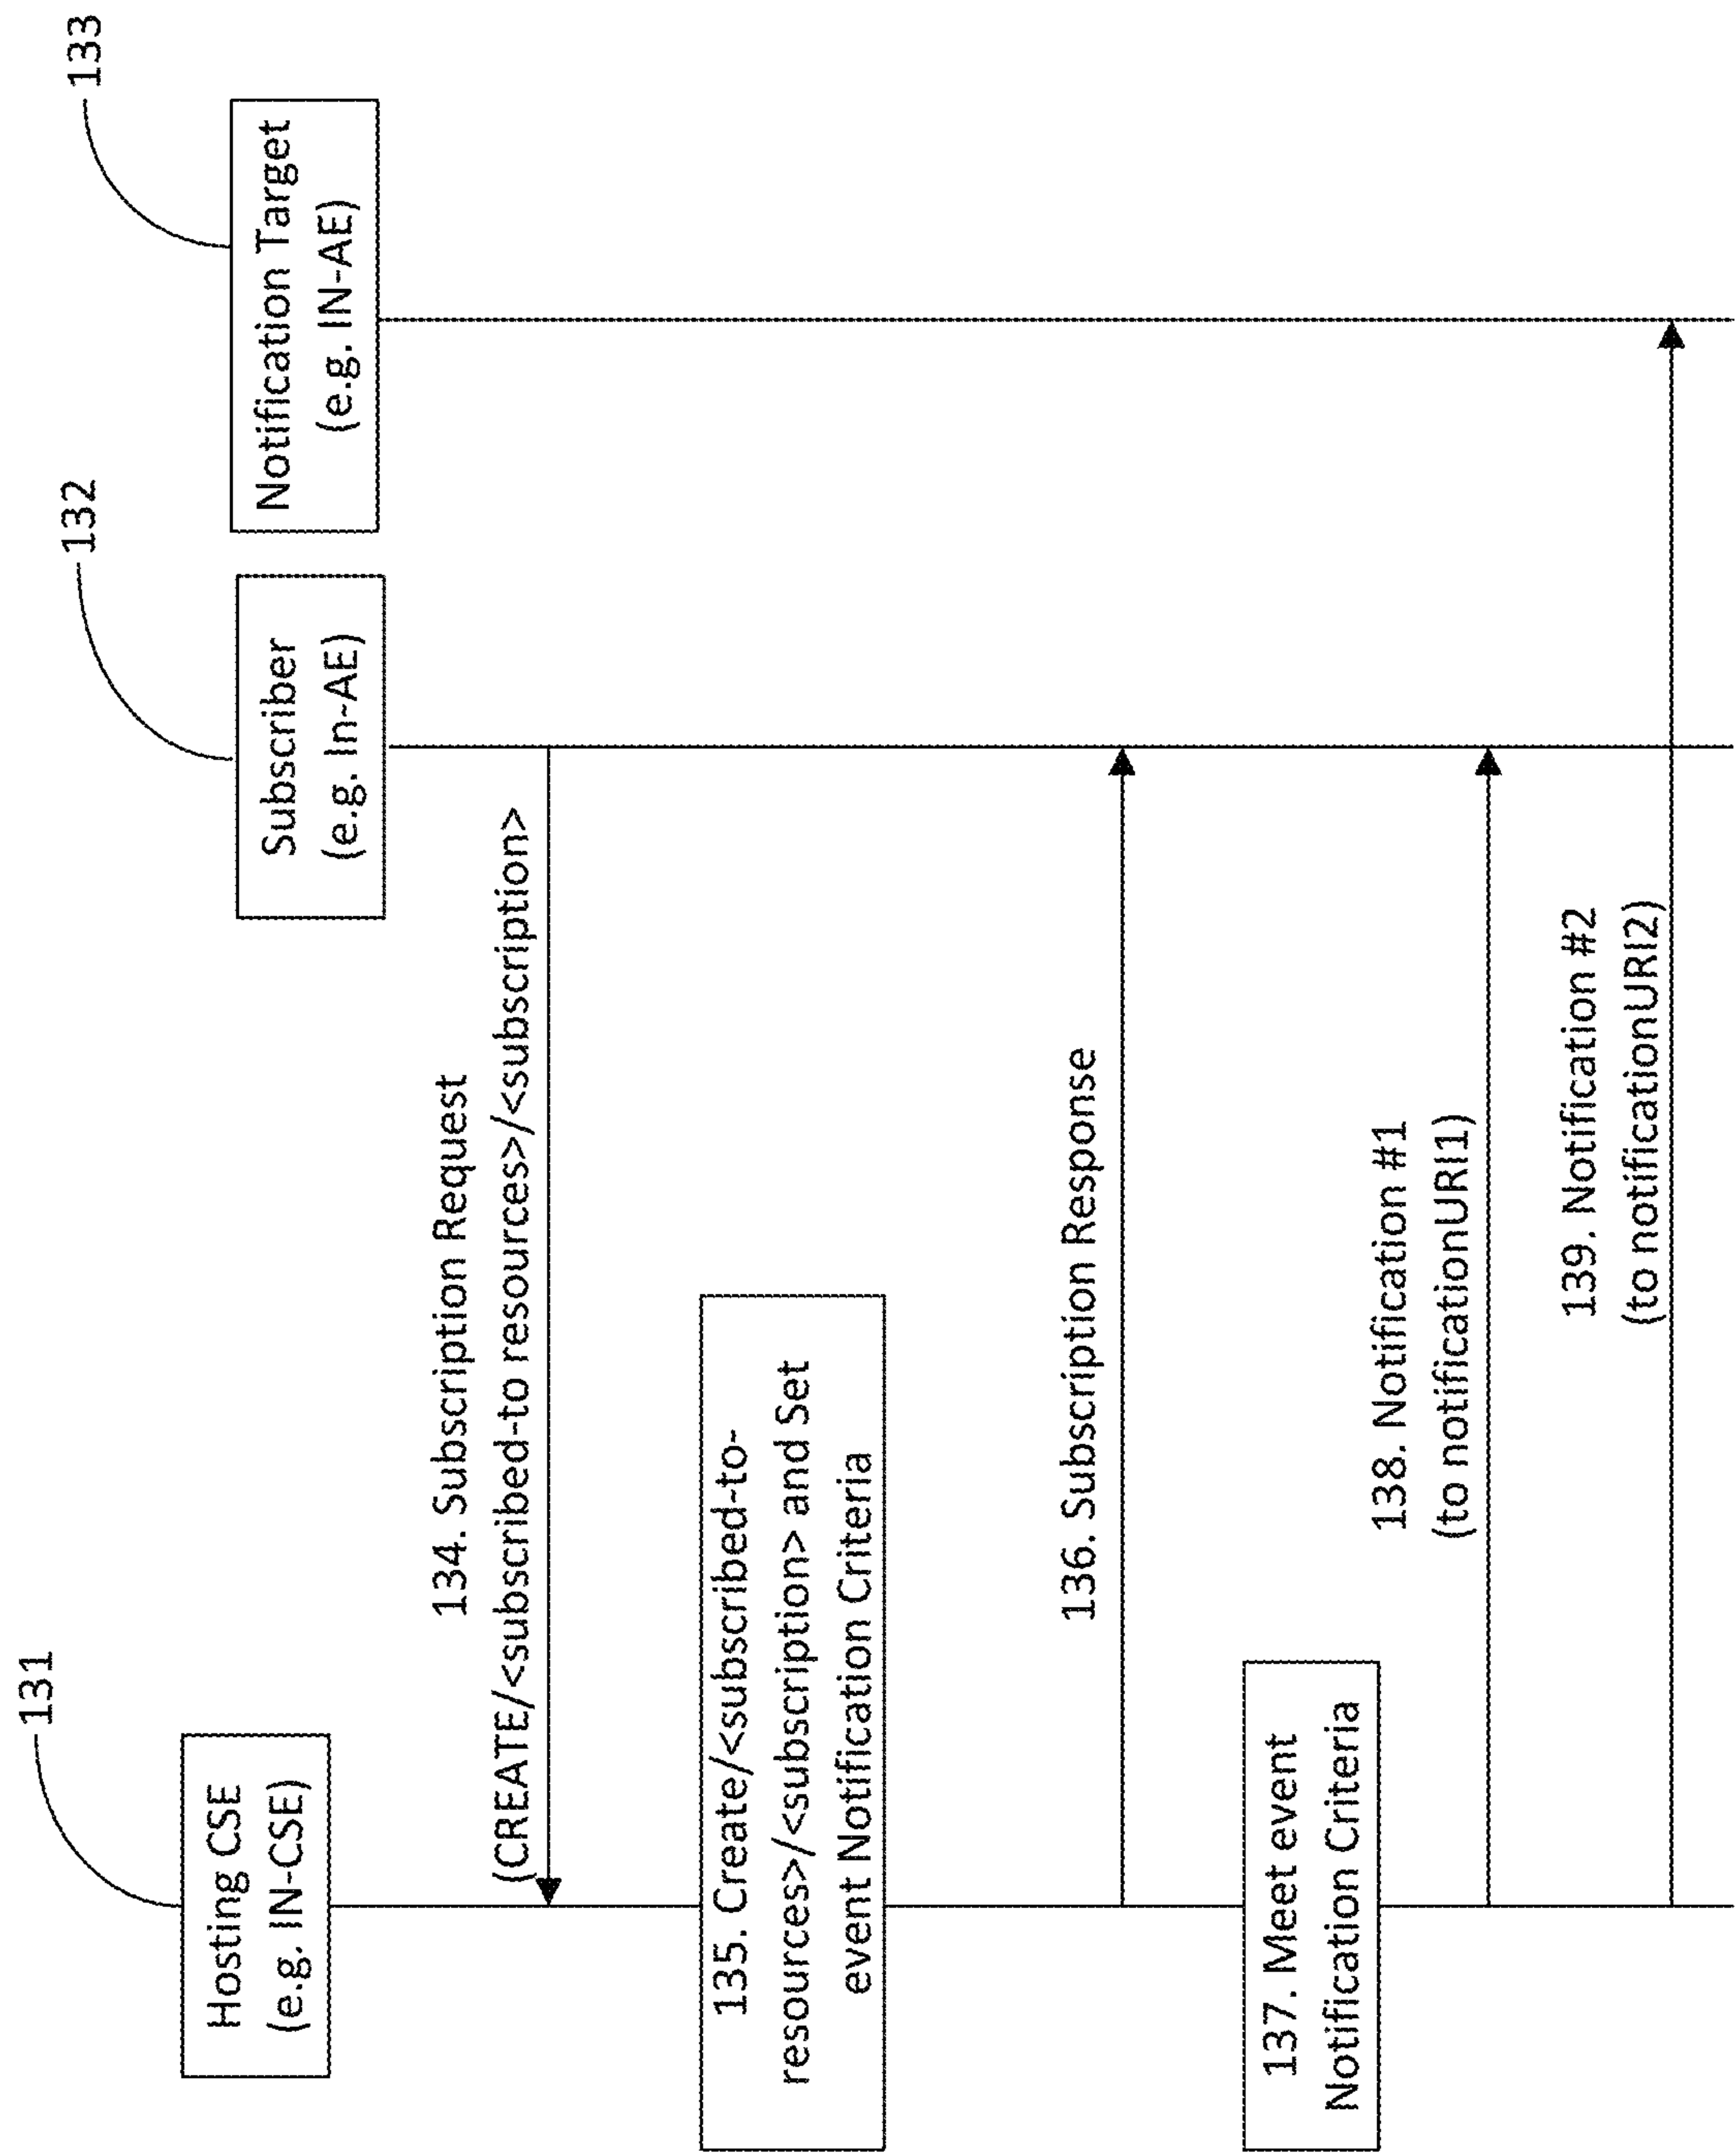 131
Hosting CSE
(e.g. IN-CSE)
132
Subscriber
(e.g. In-AE)
133
Notification Target
(e.g. IN-AE)
134. Subscription Request
(CREATE/<subscribed-to resources>/<subscription>
135. Create/<subscribed-to-
resources>/<subscription> and Set
event Notification Criteria
136. Subscription Response
137. Meet event
Notification Criteria
138. Notification #1
(to notificationURI1)
139. Notification #2
(to notificationURI2)